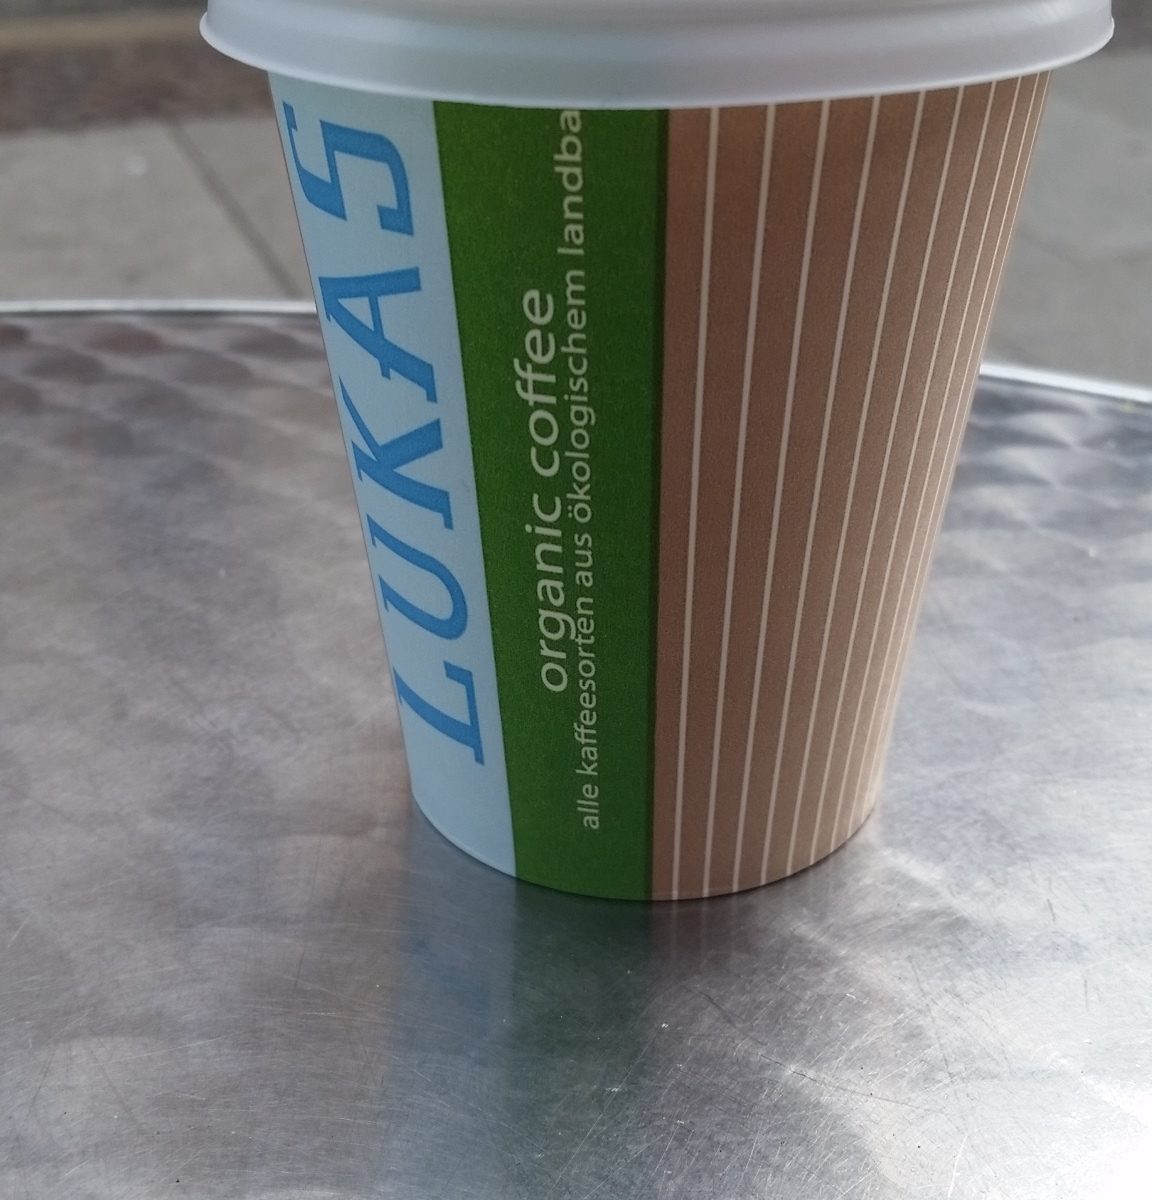 LUKAS
organic coffee
alle kaffeesorten aus ökologischem landba